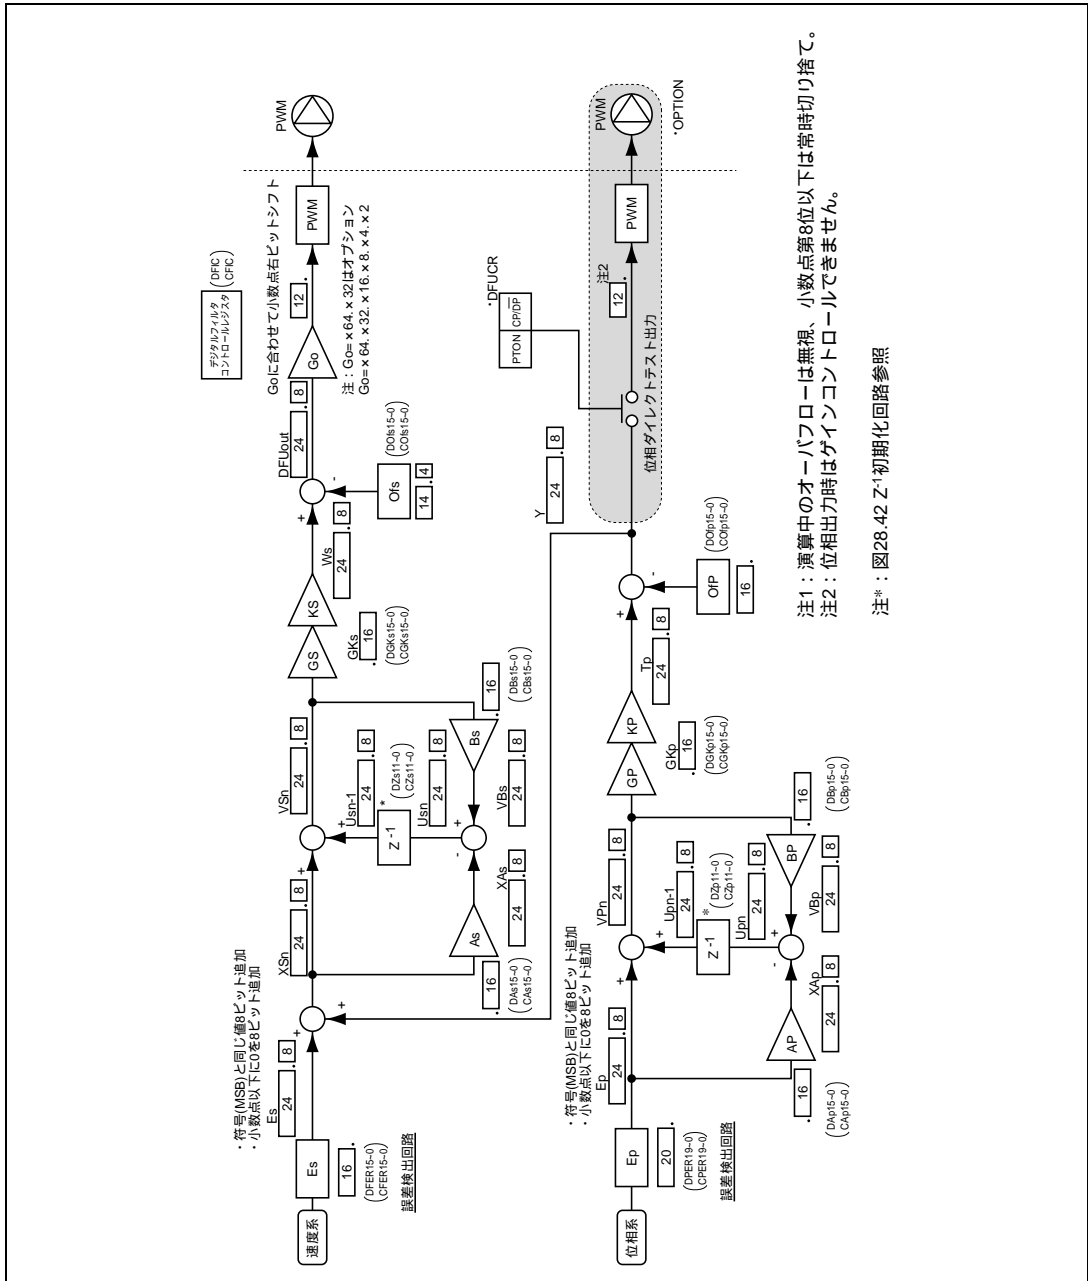 速度系
Es
16 .
(DFER15~0)
(CFER15~0)
誤差検出回路
・符号(MSB)と同じ値8ビット追加
・小数点以下に0を8ビット追加
Es
24 . 8
+
+
XSn
24 . 8
As
. 16
(DAs15~0)
(CAs15~0)
XAs
24 . 8
+
+
VSn
24 . 8
Usn-1
24 . 8
Z-1
*
(DZs11~0)
(CZs11~0)
Usn
24 . 8
-
+
VBs
24 . 8
Bs
. 16
(DBs15~0)
(CBs15~0)
GS
KS
GKs
. 16
(DGKs15~0)
(CGKs15~0)
Ws
24 . 8
+
-
Ofs
14 . 4
(DOfs15~0)
(COfs15~0)
DFUout
24 . 8
Go
12 .
Goに合わせて小数点右ビットシフト
注:Go=×64.×32はオプション
Go=×64.×32.×16.×8.×4.×2
デジタルフィルタ
コントロールレジスタ
(DFIC)
(CFIC)
PWM
PWM
位相系
Ep
20 .
(DPER19~0)
(CPER19~0)
誤差検出回路
・符号(MSB)と同じ値8ビット追加
・小数点以下に0を8ビット追加
Ep
24 . 8
AP
. 16
(DAp15~0)
(CAp15~0)
XAp
24 . 8
+
+
VPn
24 . 8
Upn-1
24 . 8
Z-1
*
(DZp11~0)
(CZp11~0)
Upn
24 . 8
-
+
VBp
24 . 8
BP
. 16
(DBp15~0)
(CBp15~0)
GP
KP
GKp
. 16
(DGKp15~0)
(CGKp15~0)
Tp
24 . 8
+
-
OfP
16 .
(DOfp15~0)
(COfp15~0)
Y
24 . 8
位相ダイレクトテスト出力
・DFUCR
PTON CP/DP
12 .
注2
PWM
PWM
・OPTION
注1:演算中のオーバフローは無視、小数点第8位以下は常時切り捨て。
注2:位相出力時はゲインコントロールできません。
注*:図28.42 Z-1初期化回路参照